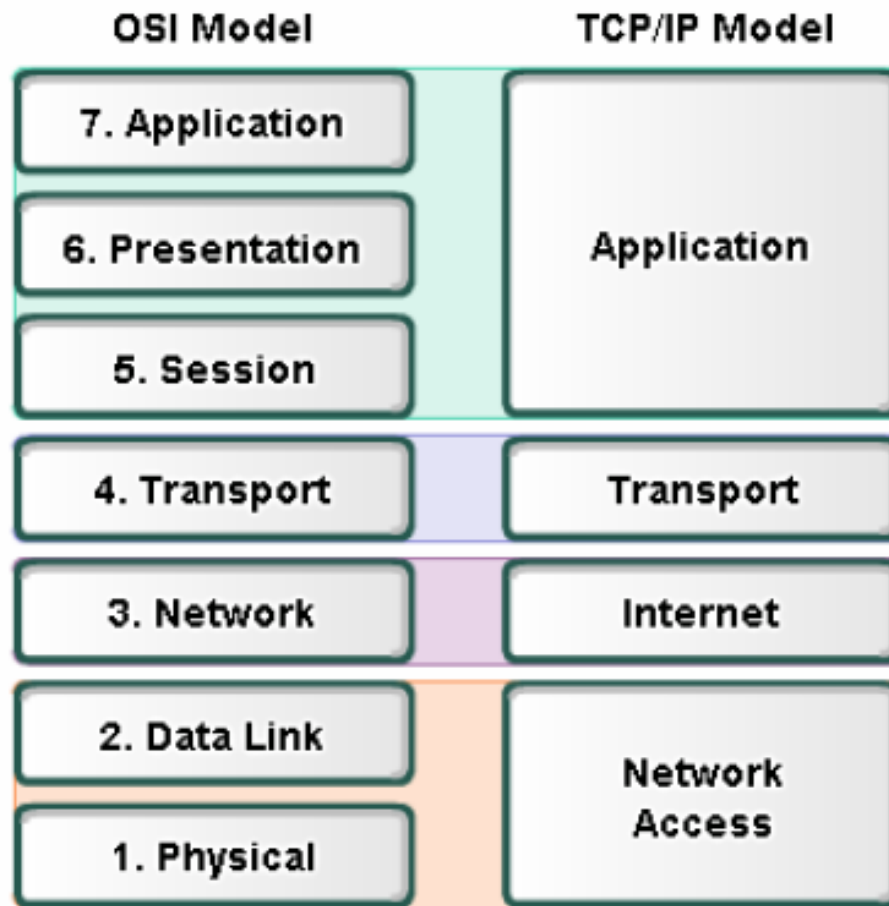 OSI Model
TCP/IP Model
7. Application
6. Presentation
5. Session
Application
4. Transport
Transport
3. Network
Internet
2. Data Link
1. Physical
Network
Access